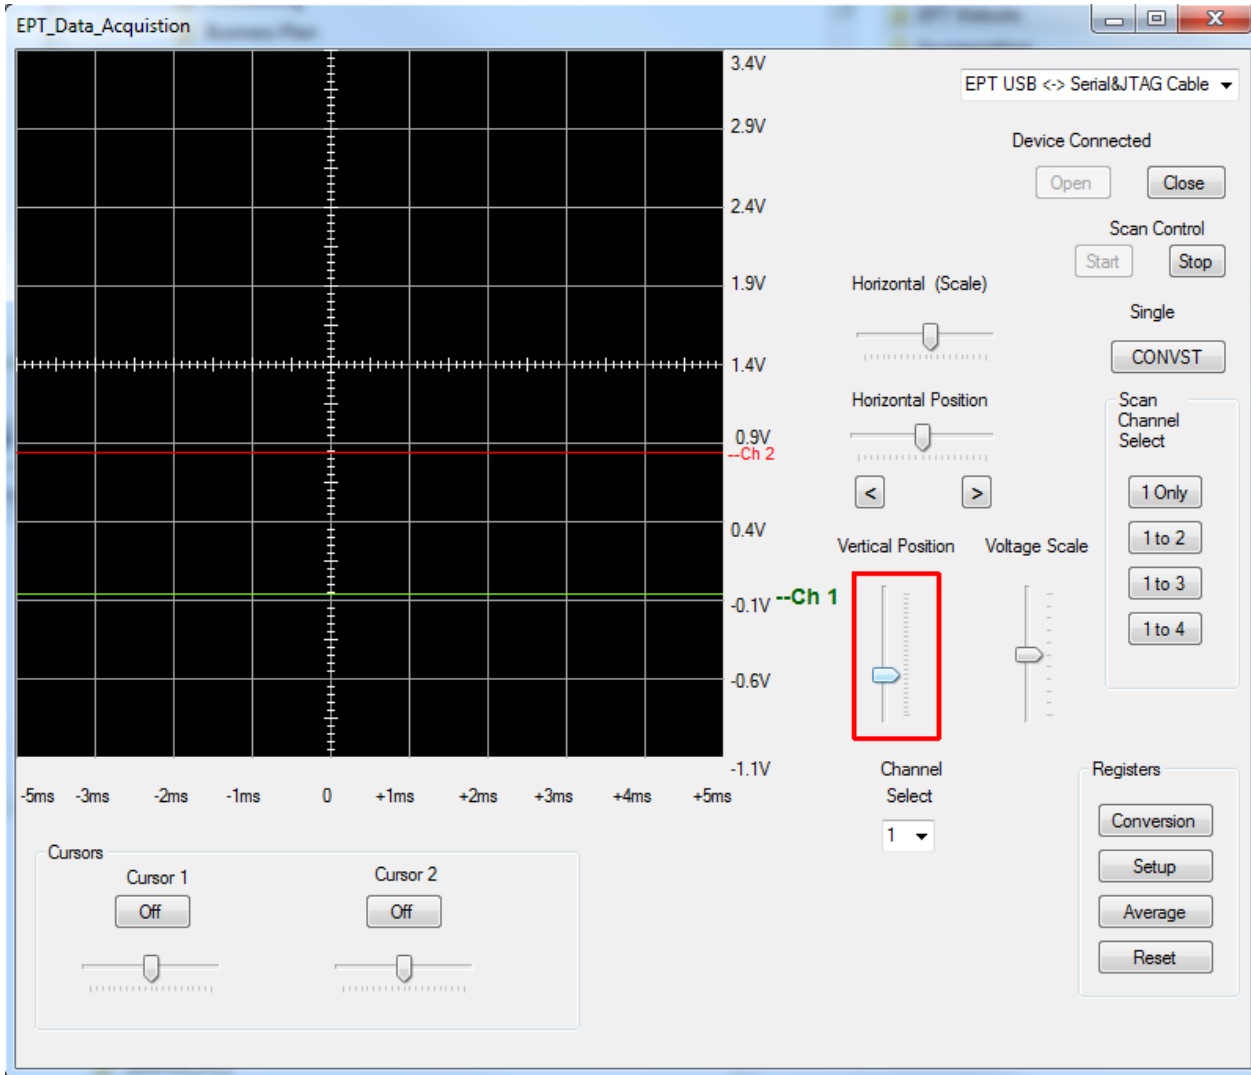 EPT_Data_Acquistion
3.4V
EPT USB <-> Serial&JTAG Cable
2.9V
Device Connected
Open Close
2.4V
Scan Control
Start Stop
1.9V
Horizontal (Scale)
Single
CONVST
1.4V
Horizontal Position
Scan
Channel
Select
0.9V
--Ch 2
< >
1 Only
0.4V
1 to 2
Vertical Position Voltage Scale
1 to 3
-0.1V --Ch 1
1 to 4
-0.6V
-1.1V
Channel
Select
1
Registers
-5ms -3ms -2ms -1ms 0 +1ms +2ms +3ms +4ms +5ms
Conversion
Setup
Average
Reset
Cursors
Cursor 1 Cursor 2
Off Off